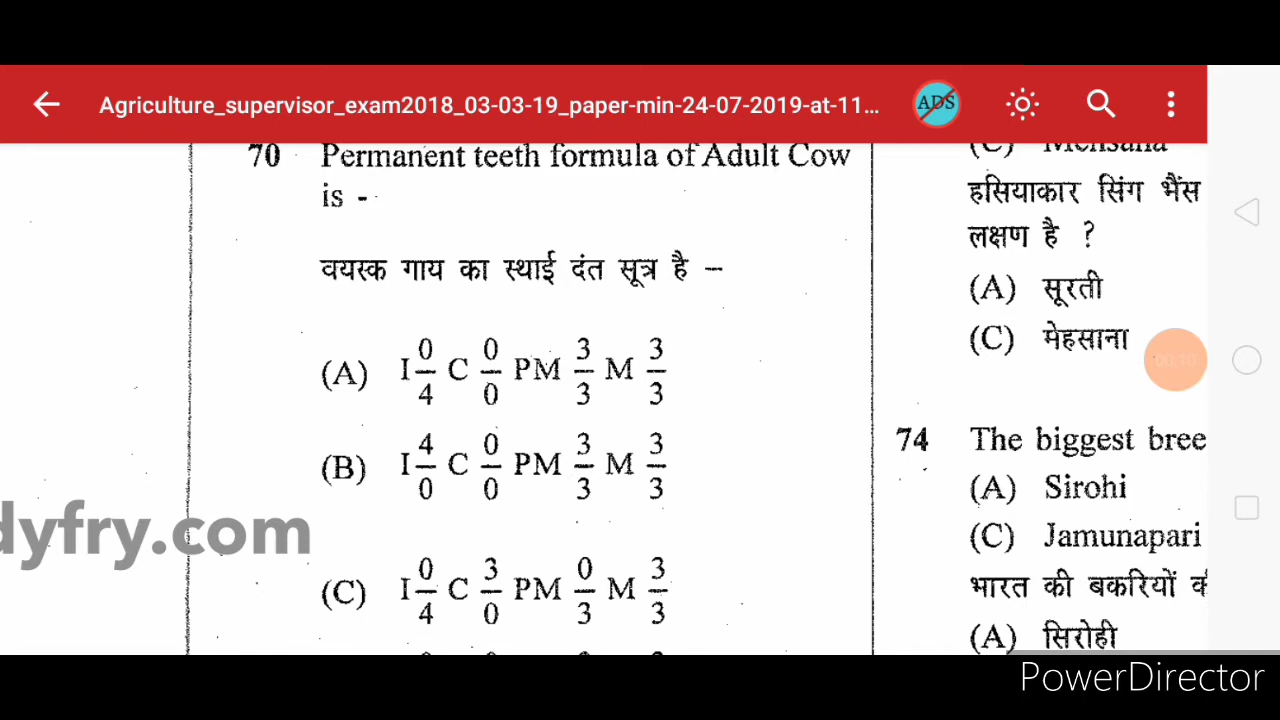 Agriculture_supervisor_exam2018_03-03-19_paper-min-24-07-2019-at-11...
ADS
70 Permanent teeth formula of Adult Cow
is -
वयस्क गाय का स्थाई दंत सूत्र है –
(A) I 0/4 C 0/0 PM 3/3 M 3/3
(B) I 4/0 C 0/0 PM 3/3 M 3/3
(C) I 0/4 C 3/0 PM 0/3 M 3/3
(C) Mehsana
हसियाकार सिंग भैंस
लक्षण है ?
(A) सूरती
(C) मेहसाना
00:10
74 The biggest bree
(A) Sirohi
(C) Jamunapari
भारत की बकरियों की
(A) सिरोही
dyfry.com
PowerDirector